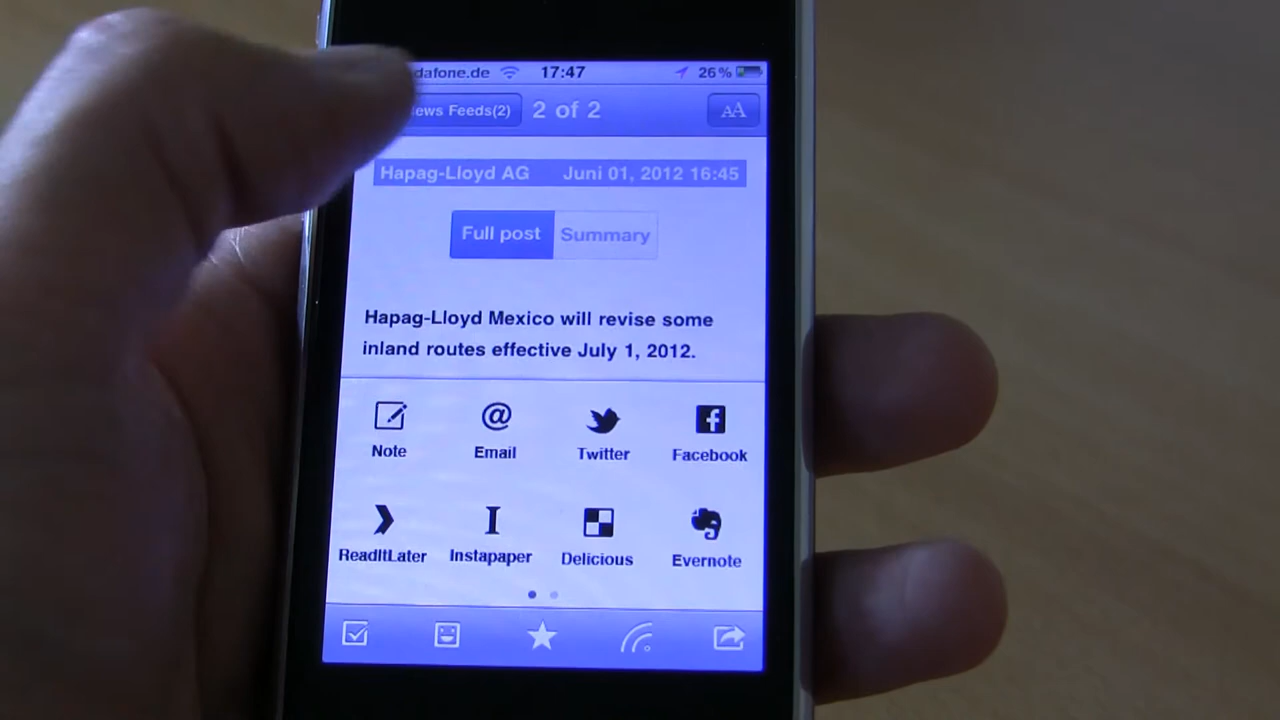 dafone.de 17:47 26%
ews Feeds(2) 2 of 2 AA
Hapag-Lloyd AG Juni 01, 2012 16:45
Full post Summary
Hapag-Lloyd Mexico will revise some
inland routes effective July 1, 2012.
Note Email Twitter Facebook
ReadItLater Instapaper Delicious Evernote